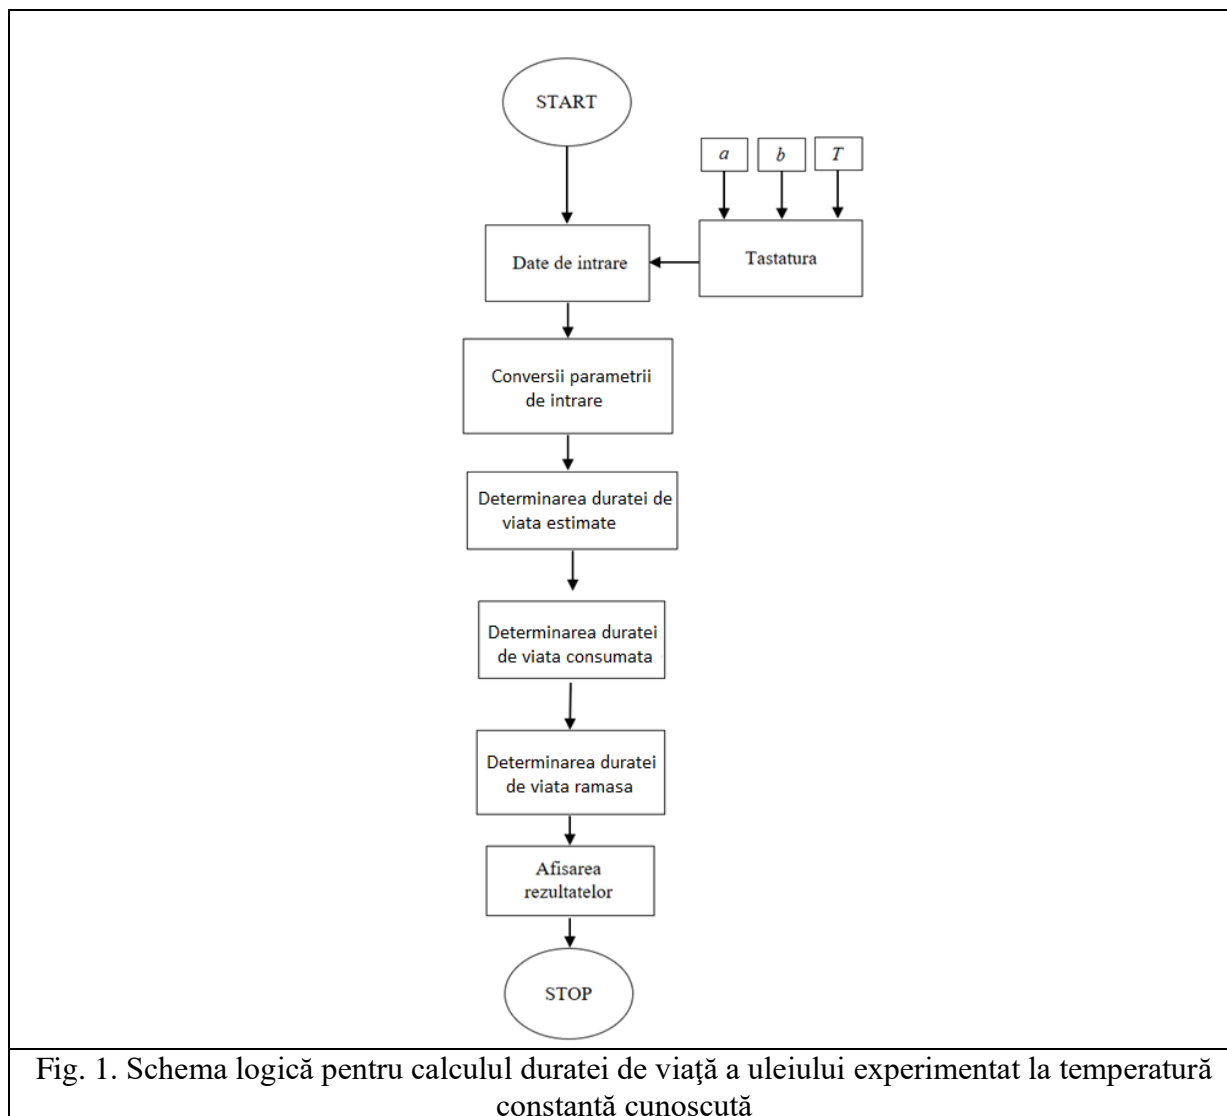 START
a b T
Date de intrare
Tastatura
Conversii parametrii
de intrare
Determinarea duratei de
viata estimate
Determinarea duratei
de viata consumata
Determinarea duratei
de viata ramasa
Afisarea
rezultatelor
STOP
Fig. 1. Schema logică pentru calculul duratei de viaţă a uleiului experimentat la temperatură
constantă cunoscută